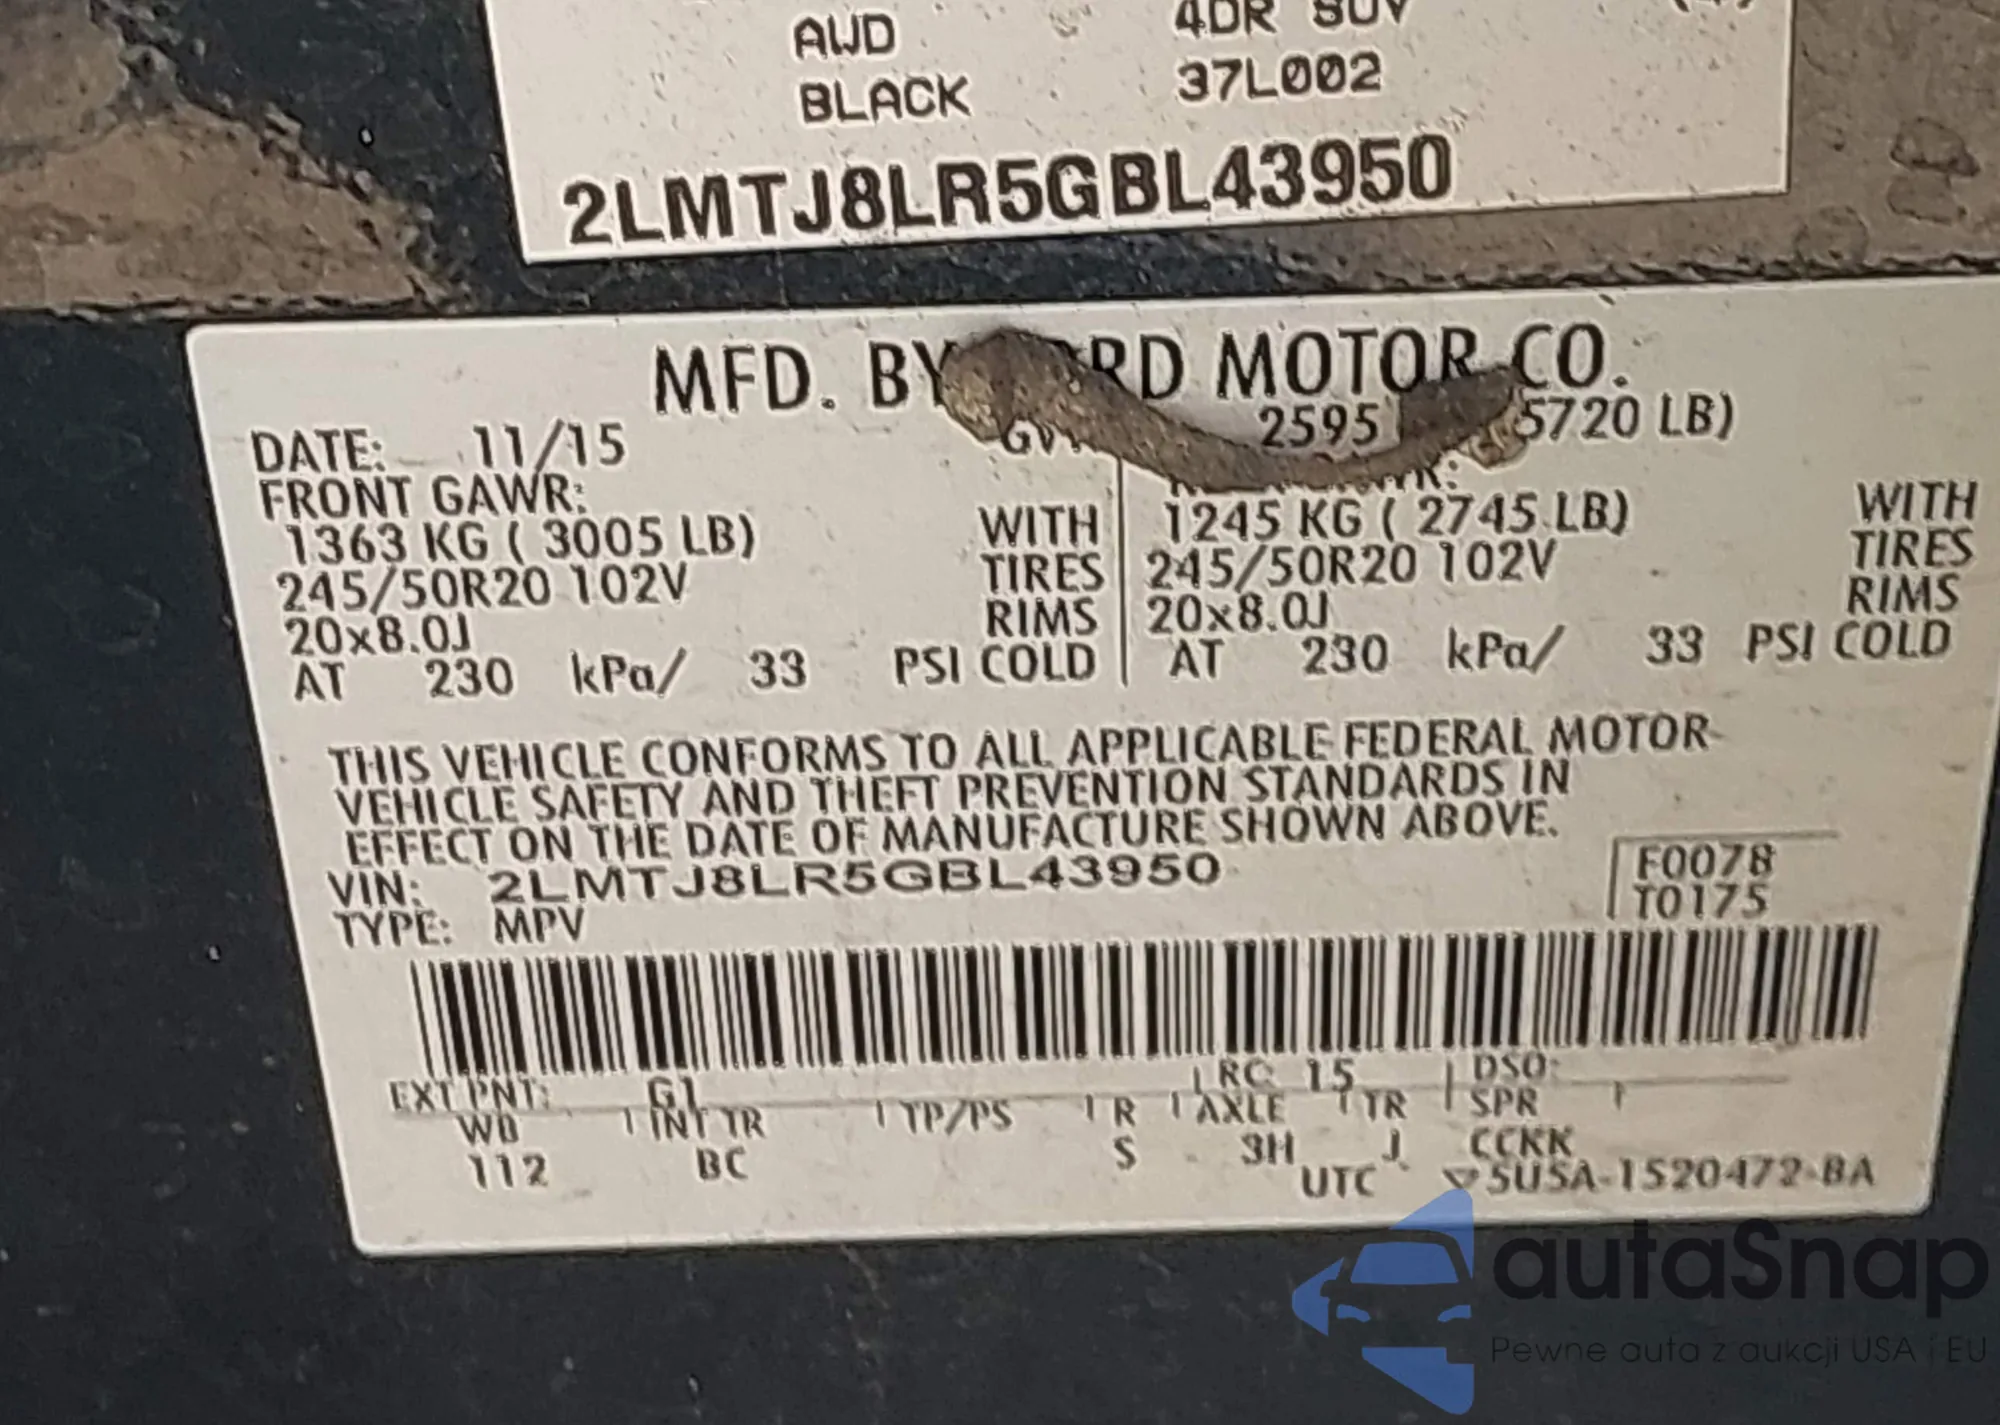 AWD 4DR SUV
BLACK 37L002
2LMTJ8LR5GBL43950
MFD. BY RD MOTOR CO.
DATE: 11/15 2595 5720 LB)
FRONT GAWR:
1363 KG ( 3005 LB) WITH 1245 KG ( 2745 LB) WITH
245/50R20 102V TIRES 245/50R20 102V TIRES
20x8.0J RIMS 20x8.0J RIMS
AT 230 kPa/ 33 PSI COLD AT 230 kPa/ 33 PSI COLD
THIS VEHICLE CONFORMS TO ALL APPLICABLE FEDERAL MOTOR
VEHICLE SAFETY AND THEFT PREVENTION STANDARDS IN
EFFECT ON THE DATE OF MANUFACTURE SHOWN ABOVE.
VIN: 2LMTJ8LR5GBL43950 F0078
TYPE: MPV T0175
EXT PNT: G1 RC: 15 DSO:
WB INT TR TP/PS R AXLE TR SPR
112 BC S 3H J CCKK
UTC ▽5U5A-1520472-BA
autaSnap
Pewne auta z aukcji USA i EU